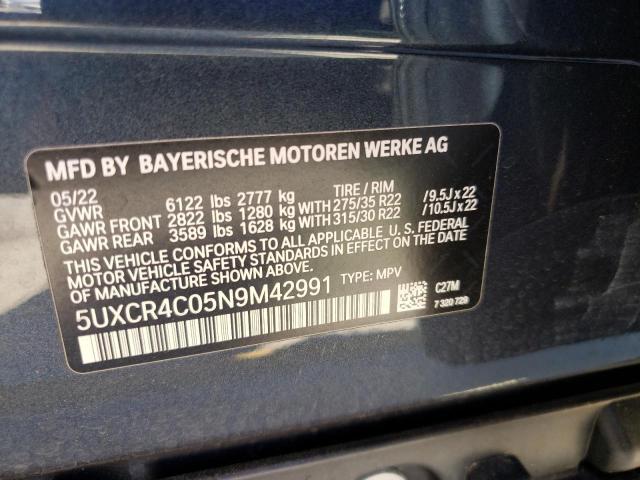 MFD BY BAYERISCHE MOTOREN WERKE AG
05/22 TIRE / RIM
GVWR 6122 lbs 2777 kg
GAWR FRONT 2822 lbs 1280 kg WITH 275/35 R22 /9.5J x 22
GAWR REAR 3589 lbs 1628 kg WITH 315/30 R22 /10.5J x 22
THIS VEHICLE CONFORMS TO ALL APPLICABLE U. S. FEDERAL
MOTOR VEHICLE SAFETY STANDARDS IN EFFECT ON THE DATE
OF MANUFACTURE SHOWN ABOVE.
5UXCR4C05N9M42991 TYPE: MPV
C27M
7 320 729